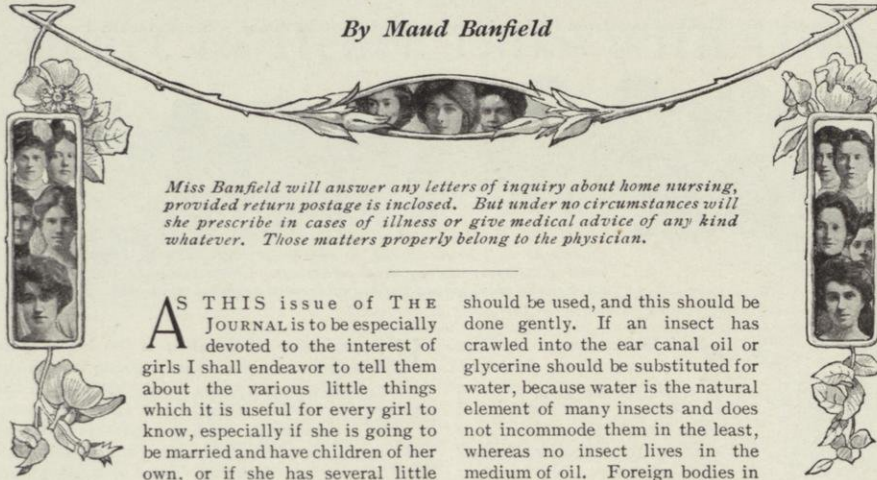 By Maud Banfield
Miss Banfield will answer any letters of inquiry about home nursing,
provided return postage is inclosed. But under no circumstances will
she prescribe in cases of illness or give medical advice of any kind
whatever. Those matters properly belong to the physician.
AS THIS issue of THE
JOURNAL is to be especially
devoted to the interest of
girls I shall endeavor to tell them
about the various little things
which it is useful for every girl to
know, especially if she is going to
be married and have children of her
own, or if she has several little
should be used, and this should be
done gently. If an insect has
crawled into the ear canal oil or
glycerine should be substituted for
water, because water is the natural
element of many insects and does
not incommode them in the least,
whereas no insect lives in the
medium of oil. Foreign bodies in